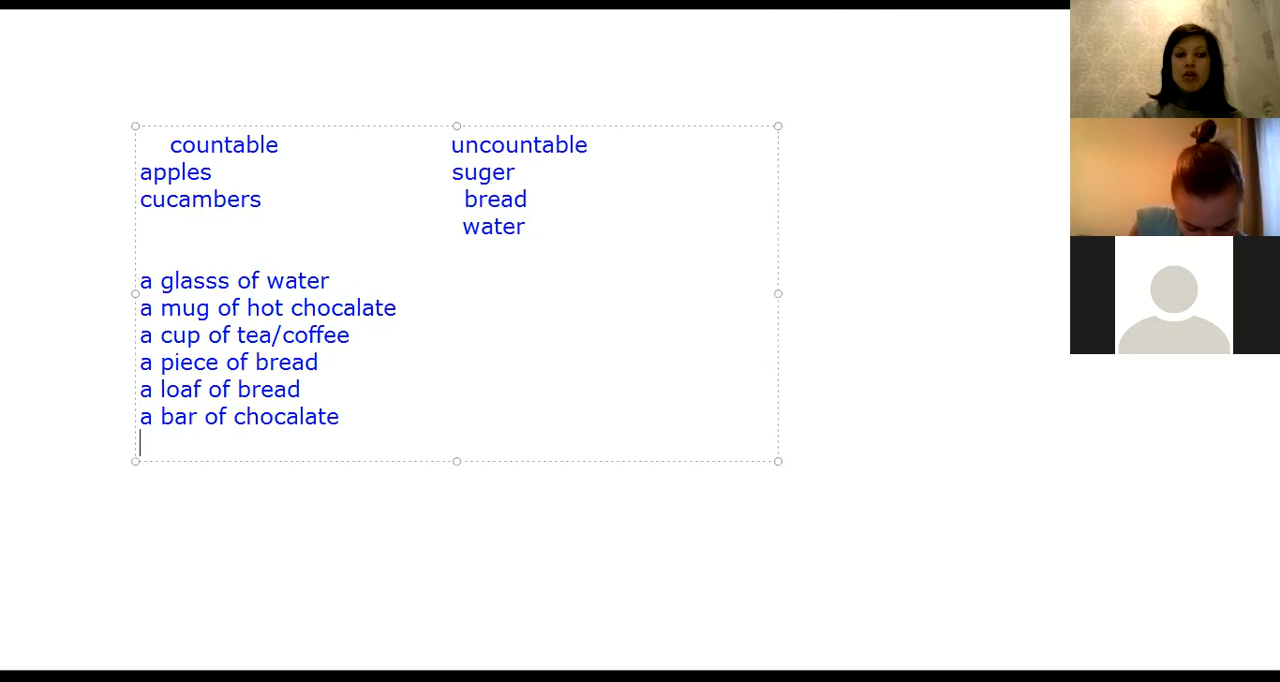 countable uncountable
apples suger
cucambers bread
water
a glasss of water
a mug of hot chocalate
a cup of tea/coffee
a piece of bread
a loaf of bread
a bar of chocalate